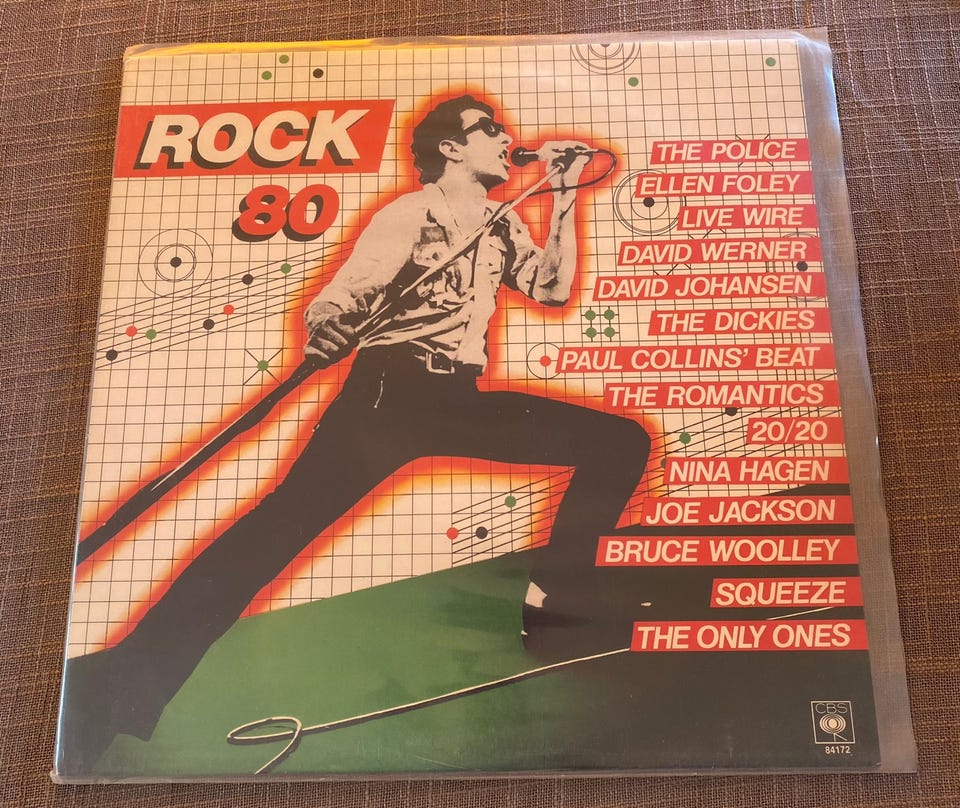 ROCK
80
THE POLICE
ELLEN FOLEY
LIVE WIRE
DAVID WERNER
DAVID JOHANSEN
THE DICKIES
PAUL COLLINS' BEAT
THE ROMANTICS
20/20
NINA HAGEN
JOE JACKSON
BRUCE WOOLLEY
SQUEEZE
THE ONLY ONES
CBS
84172